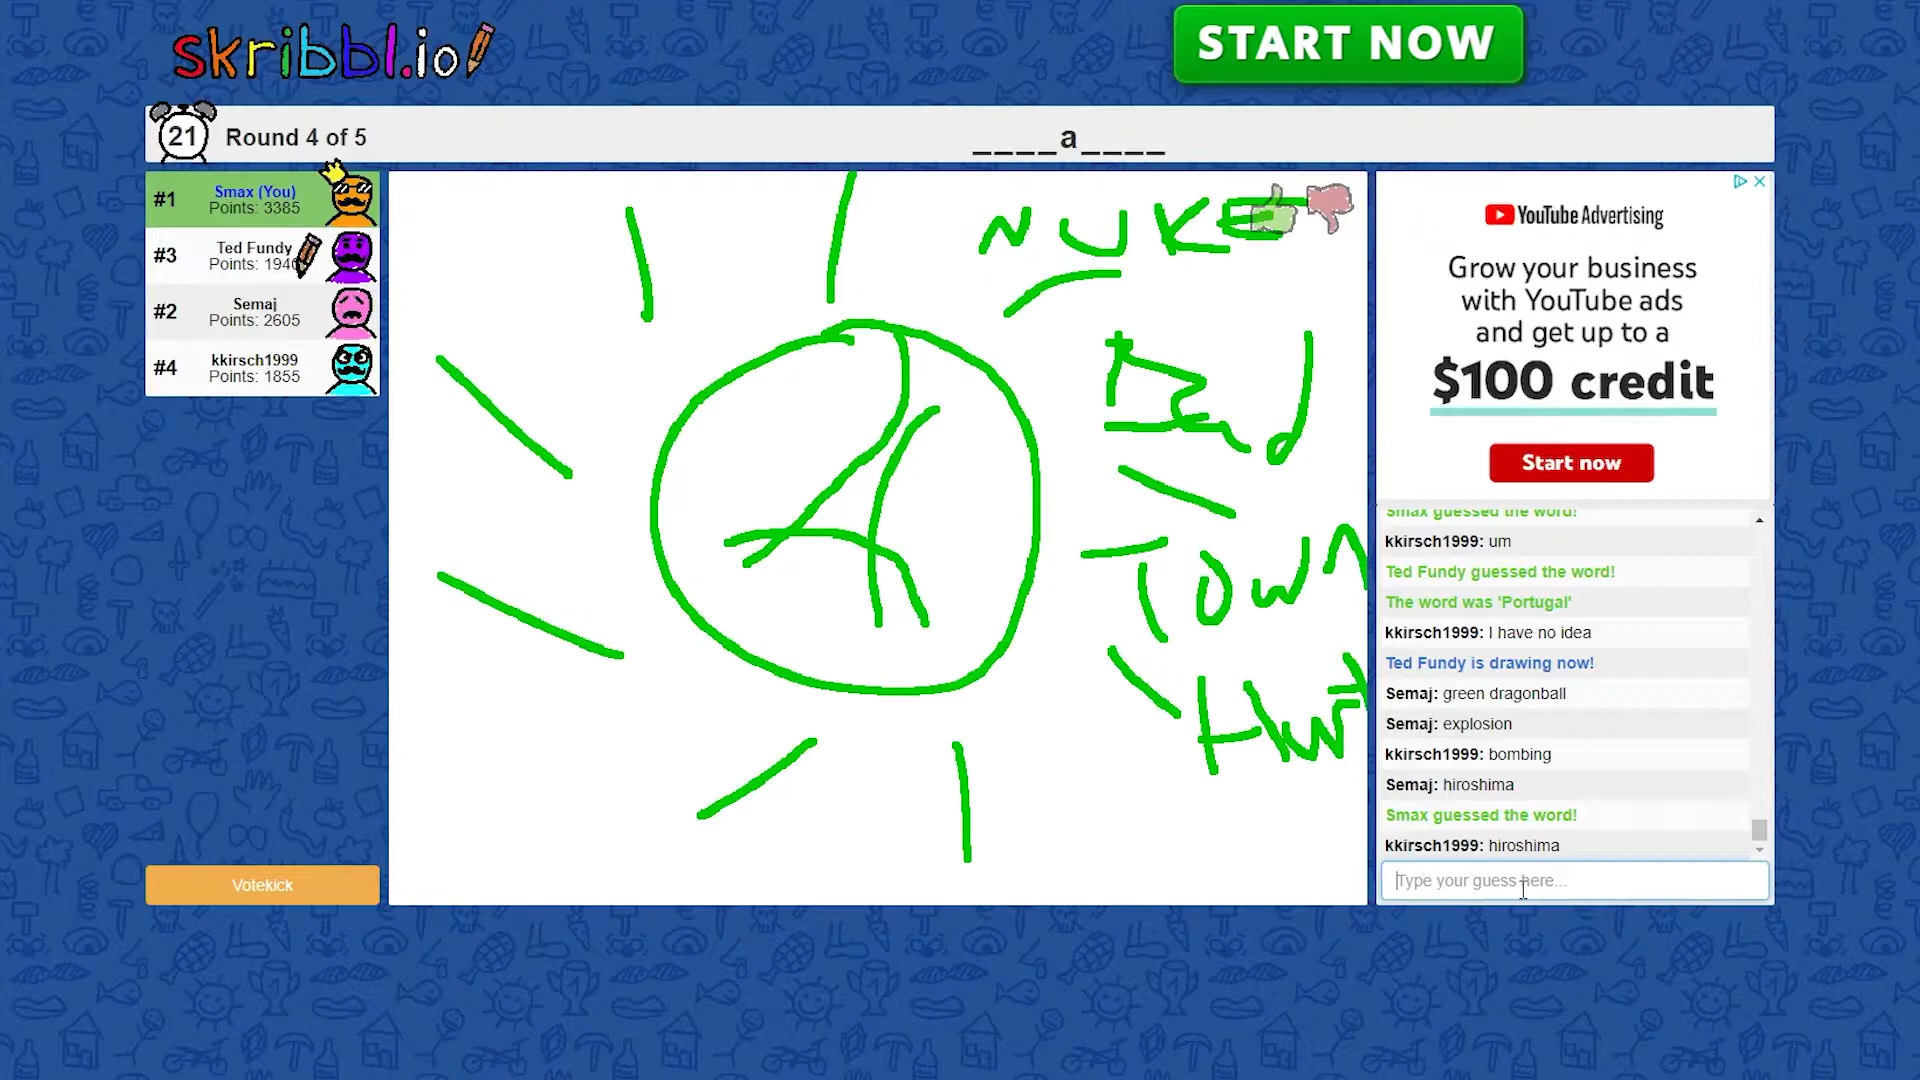 skribbl.io
START NOW
21
Round 4 of 5
____a____
#1
Smax (You)
Points: 3385
#3
Ted Fundy
Points: 1940
#2
Semaj
Points: 2605
#4
kkirsch1999
Points: 1855
Votekick
NUKE
TOWN
YouTube Advertising
Grow your business
with YouTube ads
and get up to a
$100 credit
Start now
Smax guessed the word!
kkirsch1999: um
Ted Fundy guessed the word!
The word was 'Portugal'
kkirsch1999: I have no idea
Ted Fundy is drawing now!
Semaj: green dragonball
Semaj: explosion
kkirsch1999: bombing
Semaj: hiroshima
Smax guessed the word!
kkirsch1999: hiroshima
Type your guess here...